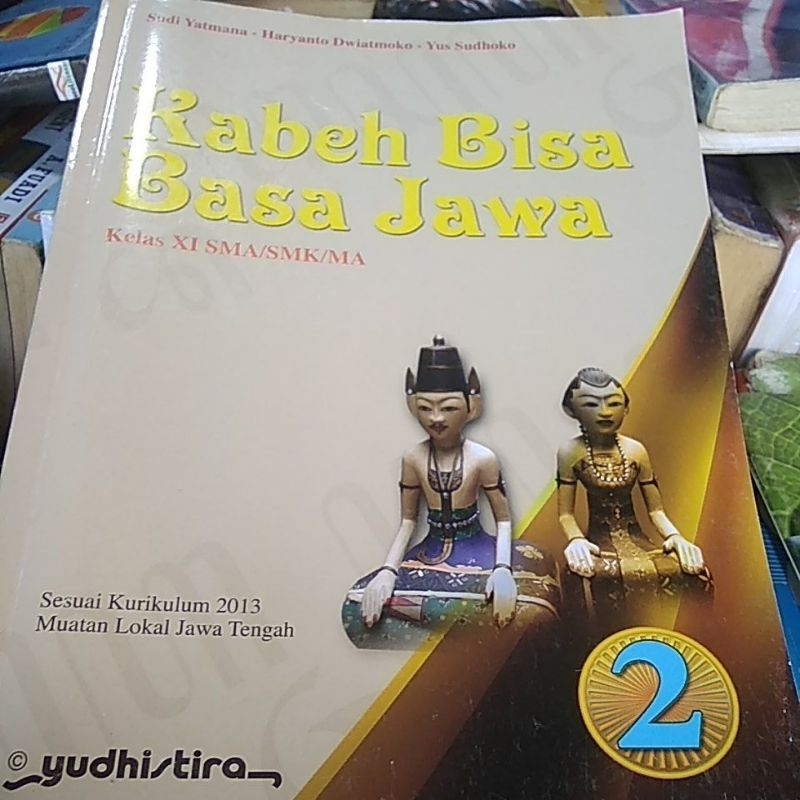 Sudi Yatmana - Haryanto Dwiatmoko - Yus Sudhoko
Kabeh Bisa
Basa Jawa
Kelas XI SMA/SMK/MA
Sesuai Kurikulum 2013
Muatan Lokal Jawa Tengah
2
© yudhistira
A. FUADI